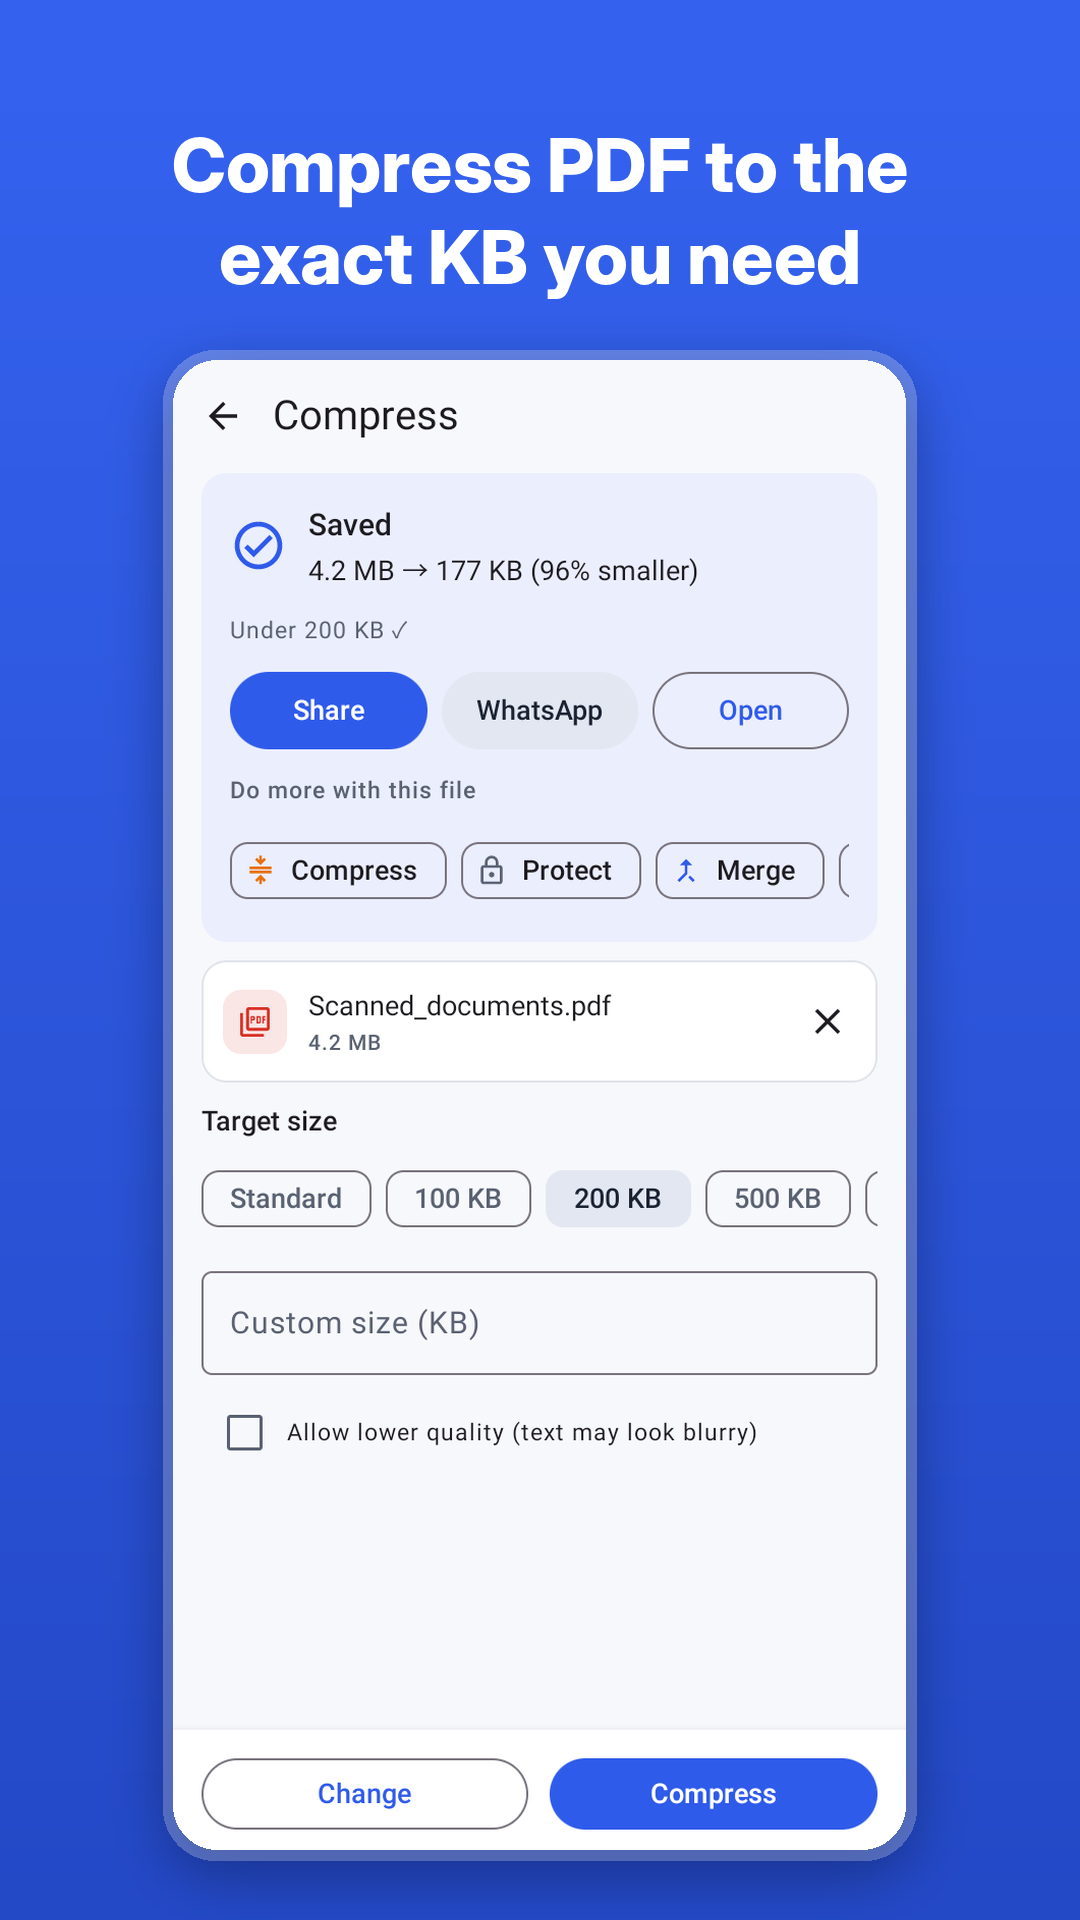 Compress PDF to the
exact KB you need
Compress
Saved
4.2 MB → 177 KB (96% smaller)
Under 200 KB ✓
Share
WhatsApp
Open
Do more with this file
Compress
Protect
Merge
PDF
Scanned_documents.pdf
4.2 MB
Target size
Standard
100 KB
200 KB
500 KB
Custom size (KB)
Allow lower quality (text may look blurry)
Change
Compress